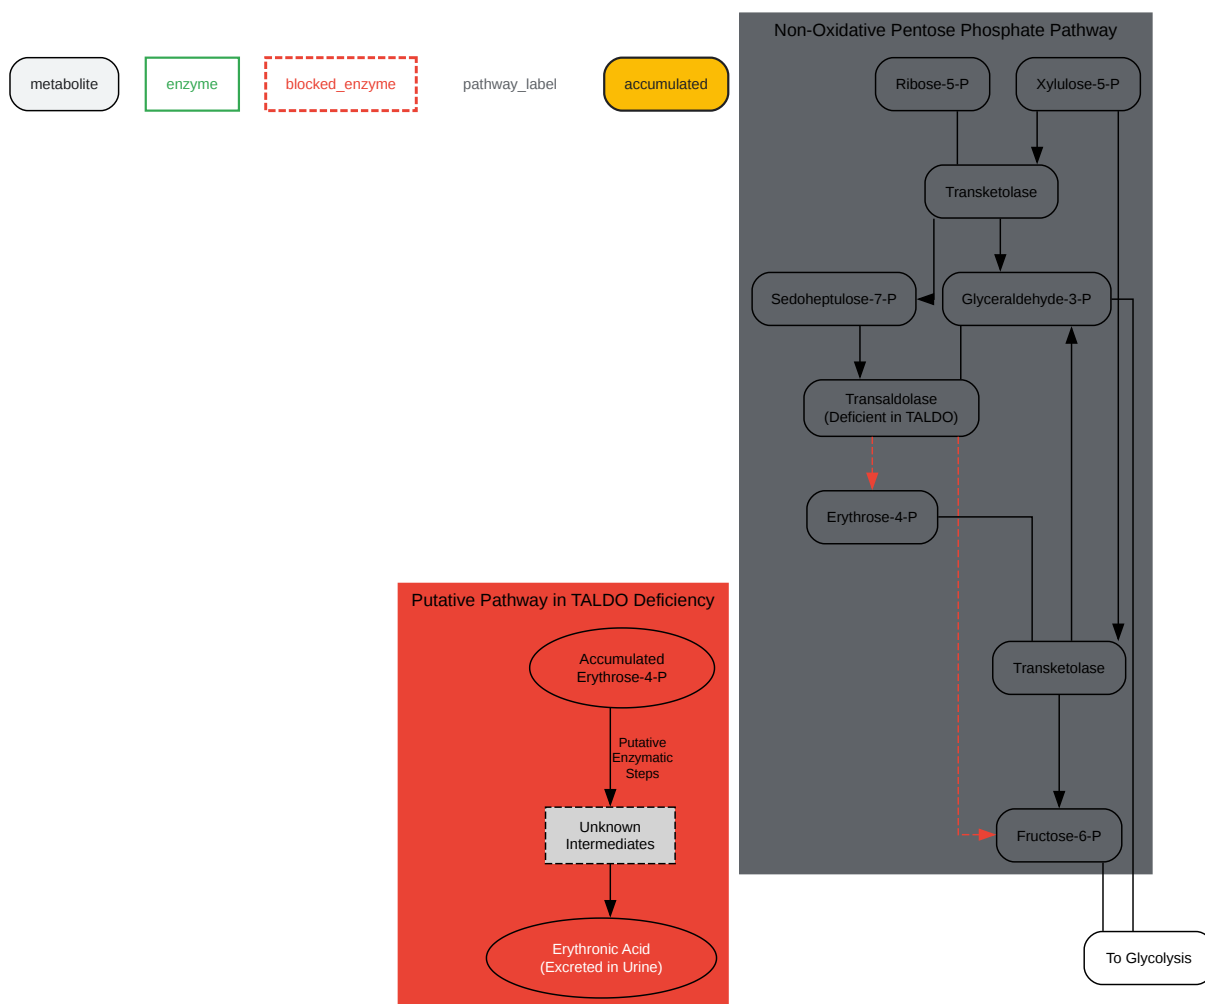 Non-Oxidative Pentose Phosphate Pathway
metabolite
enzyme
blocked_enzyme
pathway_label
accumulated
Ribose-5-P
Xylulose-5-P
Transketolase
Sedoheptulose-7-P
Glyceraldehyde-3-P
Transaldolase
(Deficient in TALDO)
Erythrose-4-P
Putative Pathway in TALDO Deficiency
Accumulated
Erythrose-4-P
Transketolase
Putative
Enzymatic
Steps
Unknown
Intermediates
Fructose-6-P
Erythronic Acid
(Excreted in Urine)
To Glycolysis